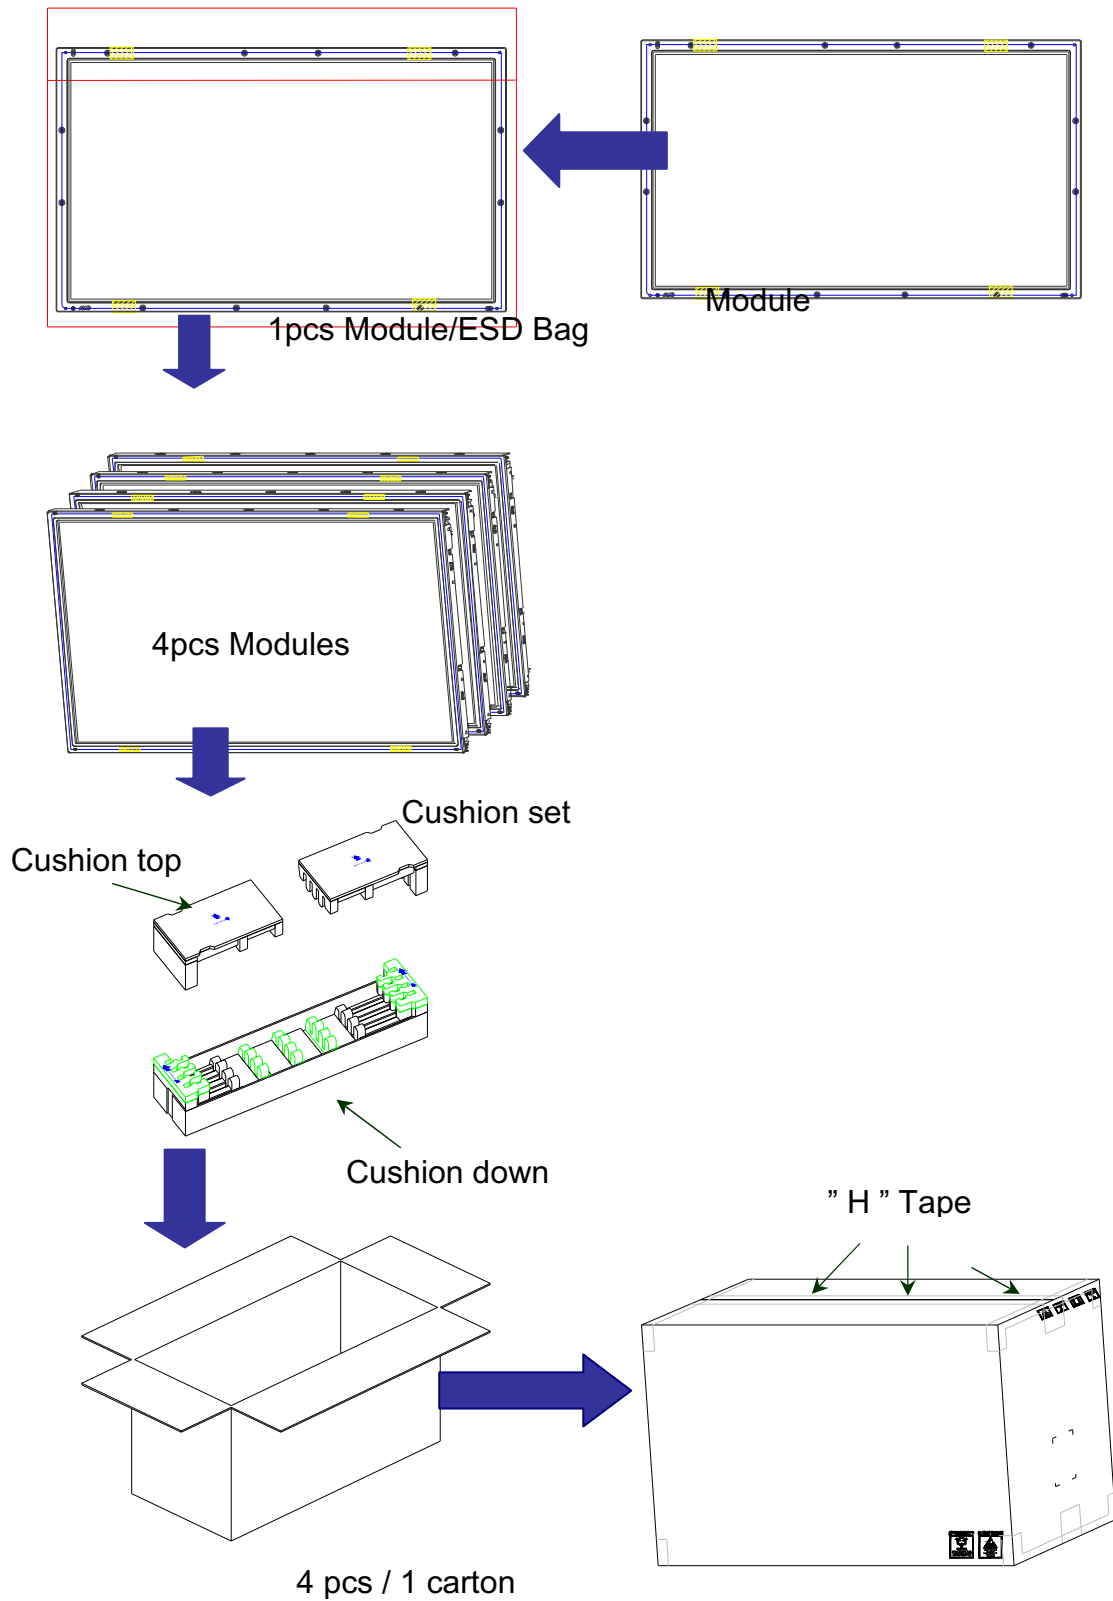 Module
1pcs Module/ESD Bag
4pcs Modules
Cushion set
Cushion top
Cushion down
” H ” Tape
4 pcs / 1 carton